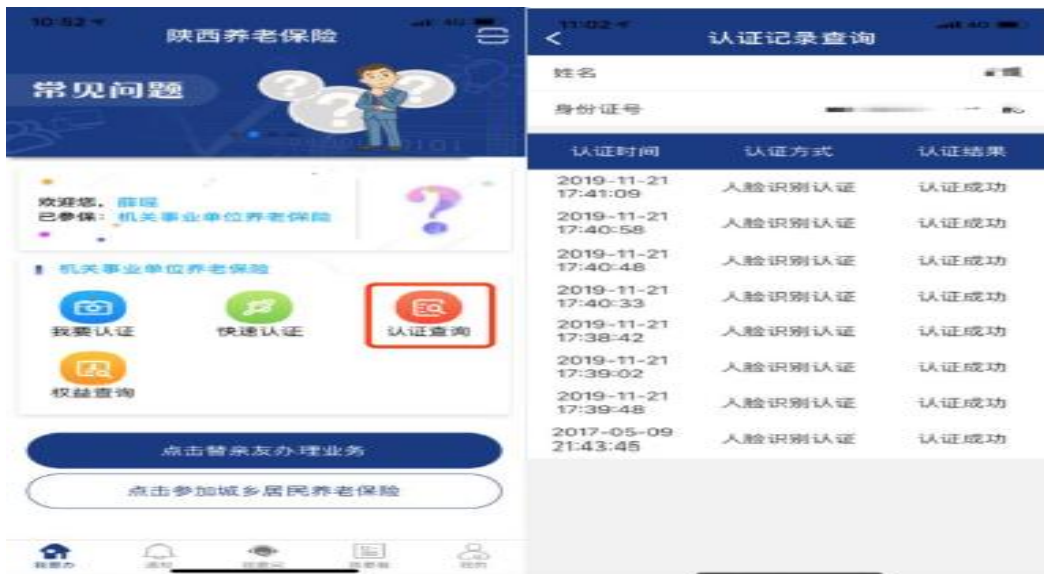 10:52
陕西养老保险
常见问题
欢迎您，薛瑶
已参保：机关事业单位养老保险
机关事业单位养老保险
我要认证
快速认证
认证查询
权益查询
点击替亲友办理业务
点击参加城乡居民养老保险
我要办
通知
我的
11:02
认证记录查询
姓名
身份证号
认证时间 认证方式 认证结果
2019-11-21
17:41:09 人脸识别认证 认证成功
2019-11-21
17:40:58 人脸识别认证 认证成功
2019-11-21
17:40:48 人脸识别认证 认证成功
2019-11-21
17:40:33 人脸识别认证 认证成功
2019-11-21
17:38:42 人脸识别认证 认证成功
2019-11-21
17:39:02 人脸识别认证 认证成功
2019-11-21
17:39:48 人脸识别认证 认证成功
2017-05-09
21:43:45 人脸识别认证 认证成功